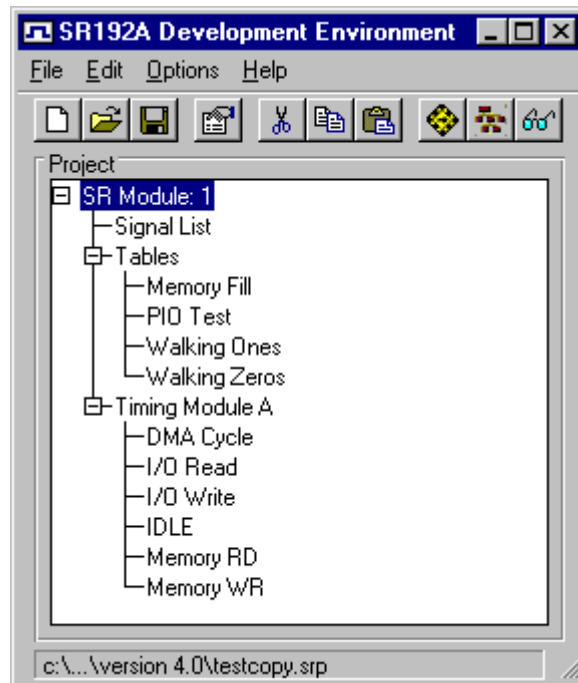 SR192A Development Environment
File Edit Options Help
Project
SR Module: 1
Signal List
Tables
Memory Fill
PIO Test
Walking Ones
Walking Zeros
Timing Module A
DMA Cycle
I/O Read
I/O Write
IDLE
Memory RD
Memory WR
c:\...\version 4.0\testcopy.srp